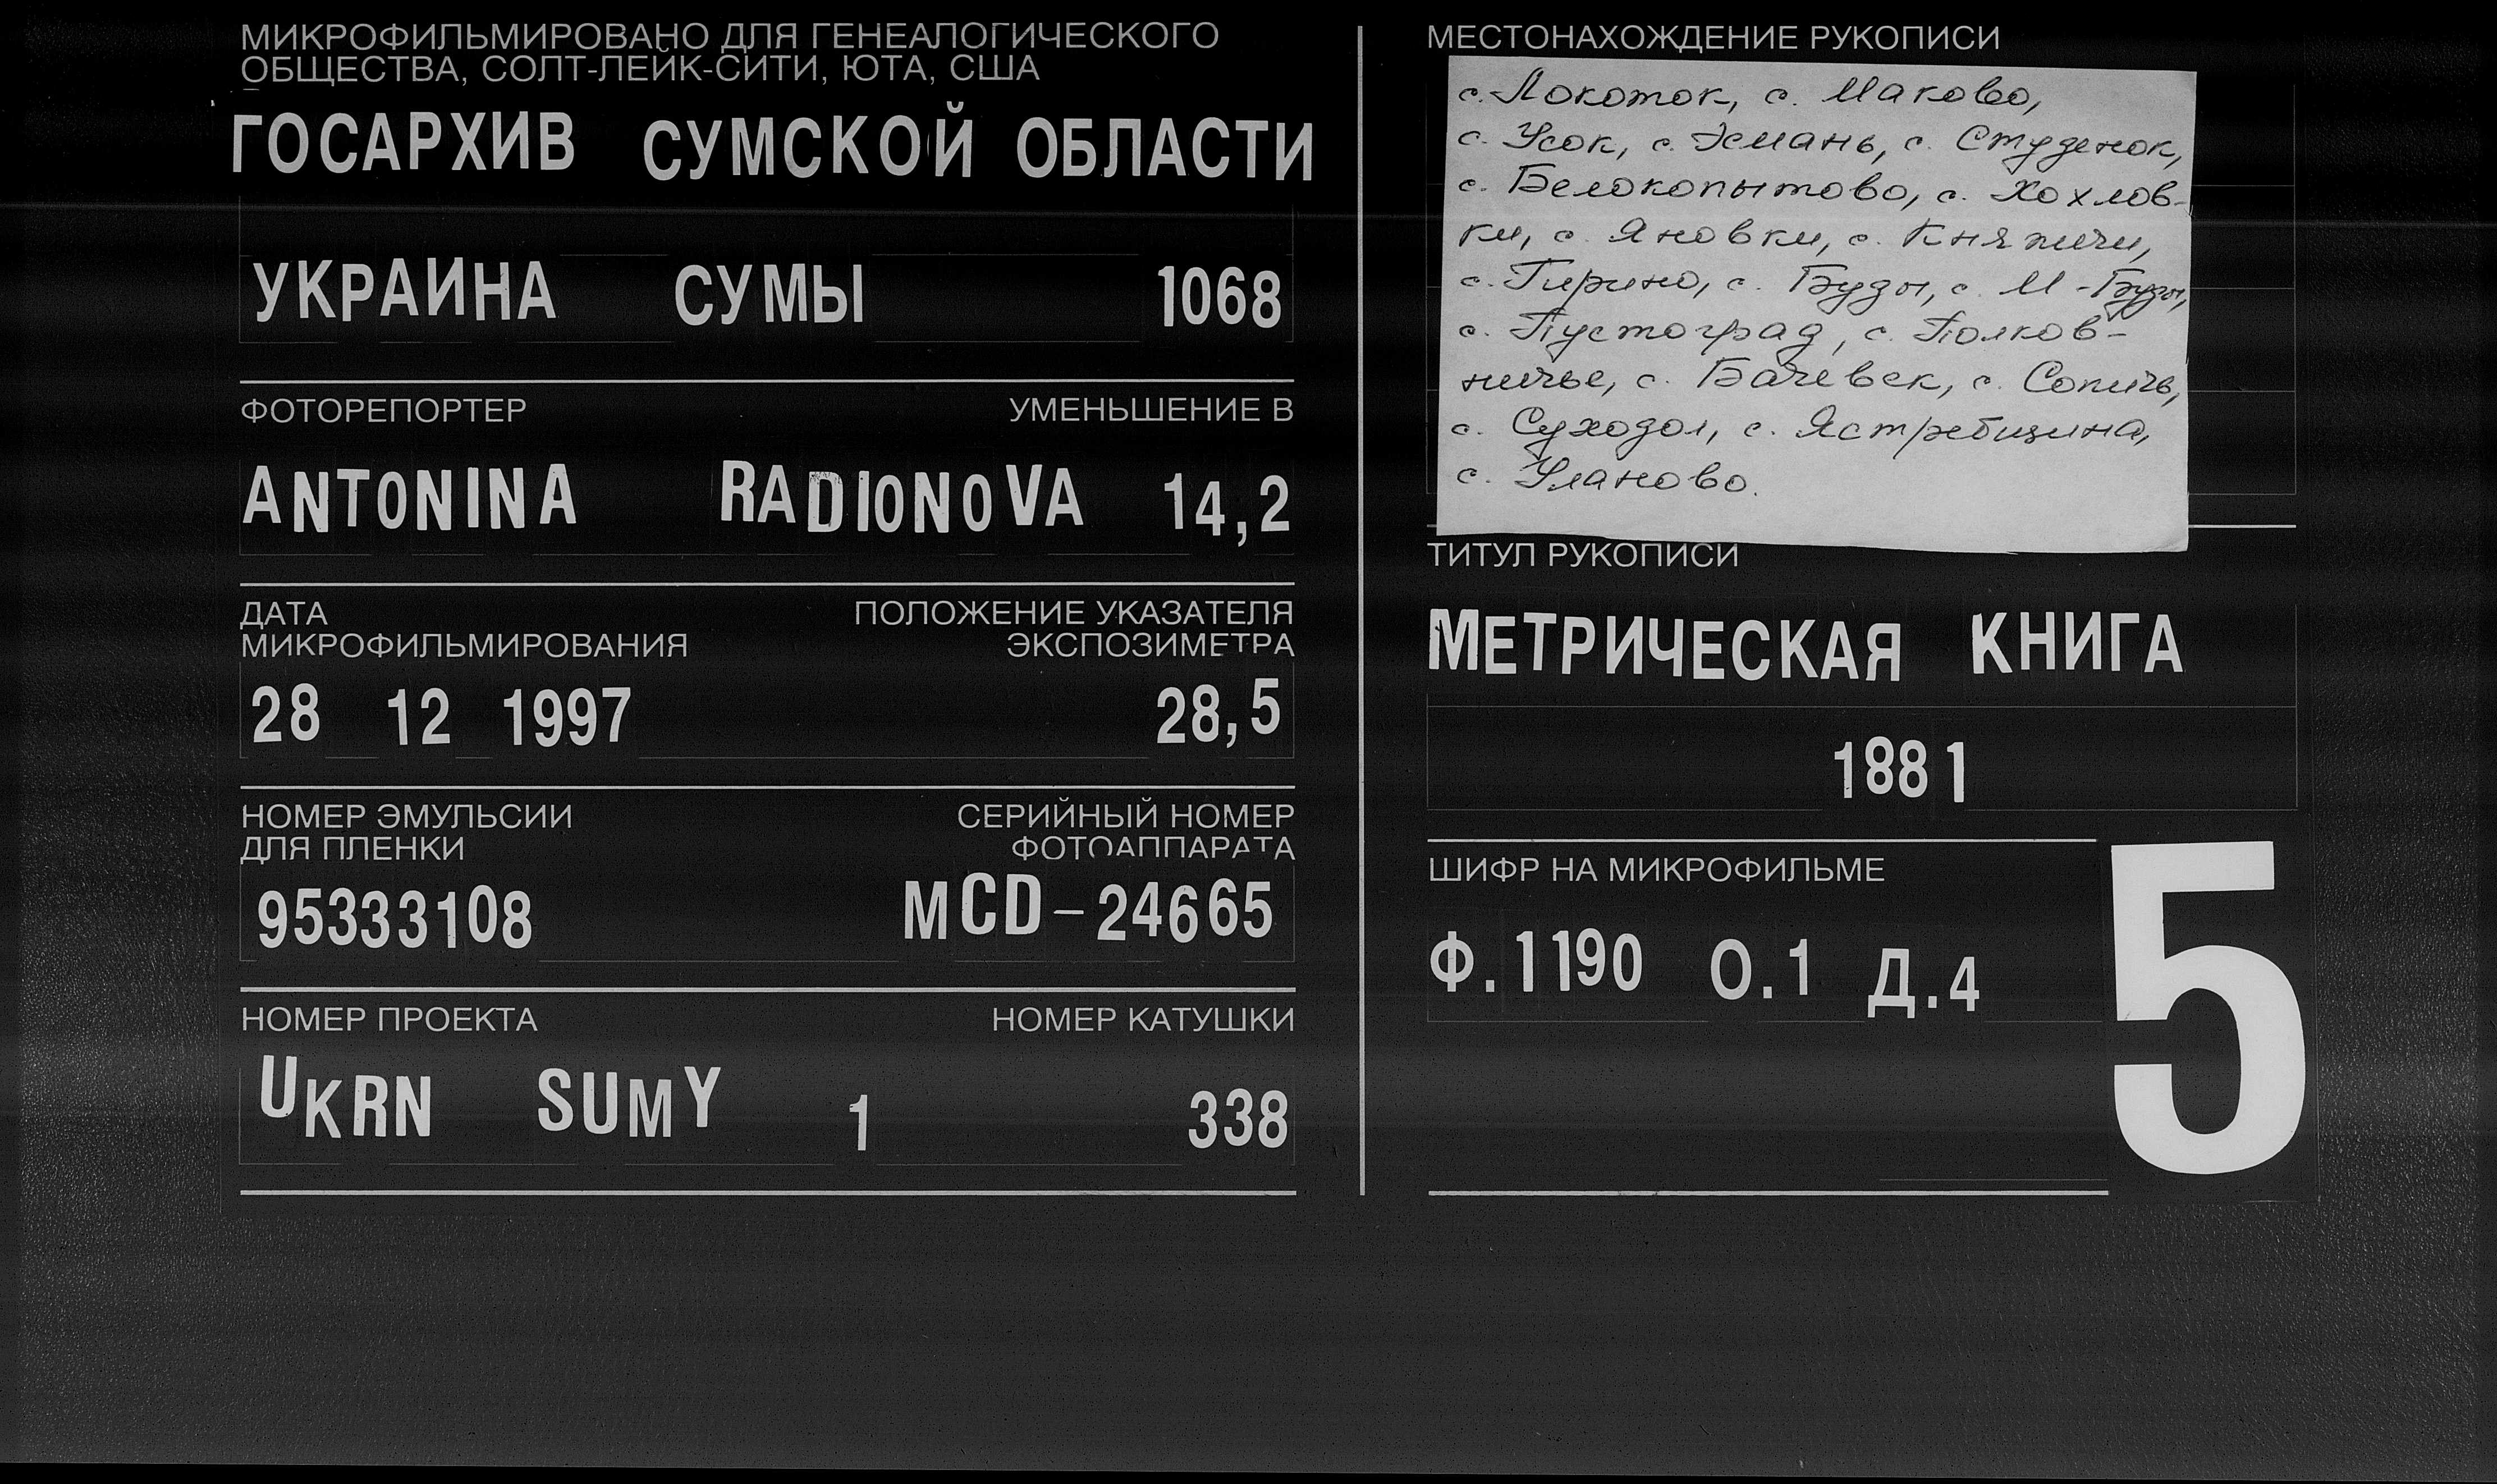 МИКРОФИЛЬМИРОВАНО ДЛЯ ГЕНЕАЛОГИЧЕСКОГО
ОБЩЕСТВА, СОЛТ-ЛЕЙК-СИТИ, ЮТА, США
ГОСАРХИВ СУМСКОЙ ОБЛАСТИ
УКРАИНА СУМЫ 1068
ФОТОРЕПОРТЕР УМЕНЬШЕНИЕ В
ANTONINA RADIONOVA 14,2
ДАТА ПОЛОЖЕНИЕ УКАЗАТЕЛЯ
МИКРОФИЛЬМИРОВАНИЯ ЭКСПОЗИМЕТРА
28 12 1997 28,5
НОМЕР ЭМУЛЬСИИ СЕРИЙНЫЙ НОМЕР
ДЛЯ ПЛЕНКИ ФОТОАППАРАТА
95333108 MCD-24665
НОМЕР ПРОЕКТА НОМЕР КАТУШКИ
UKRN SUMY 1 338
МЕСТОНАХОЖДЕНИЕ РУКОПИСИ
с. Локоток, с. Маково,
с. Усок, с. Эсмань, с. Студенок,
с. Белокопытово, с. Хохлов-
ки, с. Яновки, с. Княжичи,
с. Гирино, с. Буды, с. М-Буды,
с. Пустоград, с. Полков-
ничье, с. Бачевск, с. Сопичь,
с. Суходол, с. Ястребщина,
с. Уланово.
ТИТУЛ РУКОПИСИ
МЕТРИЧЕСКАЯ КНИГА
1881
ШИФР НА МИКРОФИЛЬМЕ
Ф.1190 О.1 Д.4
5